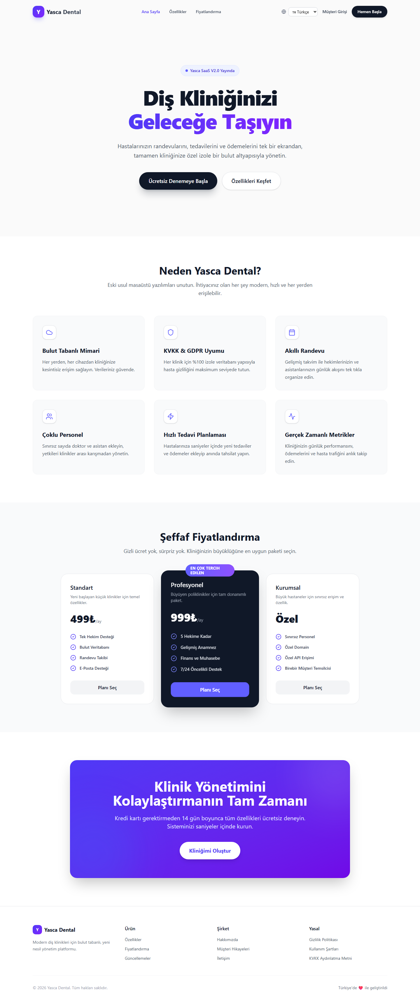 Y Yasca Dental
Ana Sayfa Özellikler Fiyatlandırma
TR Türkçe Müşteri Girişi Hemen Başla
Yasca SaaS V2.0 Yayında
Diş Kliniğinizi
Geleceğe Taşıyın
Hastalarınızın randevularını, tedavilerini ve ödemelerini tek bir ekrandan,
tamamen kliniğinize özel izole bir bulut altyapısıyla yönetin.
Ücretsiz Denemeye Başla
Özellikleri Keşfet
Neden Yasca Dental?
Eski usul masaüstü yazılımları unutun. İhtiyacınız olan her şey modern, hızlı ve her yerden
erişilebilir.
Bulut Tabanlı Mimari
Her yerden, her cihazdan kliniğinize
kesintisiz erişim sağlayın. Verileriniz güvende.
KVKK & GDPR Uyumu
Her klinik için %100 izole veritabanı yapısıyla
hasta gizliliğini maksimum seviyede tutun.
Akıllı Randevu
Gelişmiş takvim ile hekimlerinizin ve
asistanlarınızın günlük akışını tek tıkla
organize edin.
Çoklu Personel
Sınırsız sayıda doktor ve asistan ekleyin,
yetkileri klinikler arası karışmadan yönetin.
Hızlı Tedavi Planlaması
Hastalarınıza saniyeler içinde yeni tedaviler
ve ödemeler ekleyip anında tahsilat yapın.
Gerçek Zamanlı Metrikler
Kliniğinizin günlük performansını,
ödemelerini ve hasta trafiğini anlık takip
edin.
Şeffaf Fiyatlandırma
Gizli ücret yok, sürpriz yok. Kliniğinizin büyüklüğüne en uygun paketi seçin.
Standart
Yeni başlayan küçük klinikler için temel
özellikler.
499₺/ay
Tek Hekim Desteği
Bulut Veritabanı
Randevu Takibi
E-Posta Desteği
Planı Seç
EN ÇOK TERCIH
EDILEN
Profesyonel
Büyüyen poliklinikler için tam donanımlı
paket.
999₺/ay
5 Hekime Kadar
Gelişmiş Anamnez
Finans ve Muhasebe
7/24 Öncelikli Destek
Planı Seç
Kurumsal
Büyük hastaneler için sınırsız erişim ve
özellik.
Özel
Sınırsız Personel
Özel Domain
Özel API Erişimi
Birebir Müşteri Temsilcisi
Planı Seç
Klinik Yönetimini
Kolaylaştırmanın Tam Zamanı
Kredi kartı gerektirmeden 14 gün boyunca tüm özellikleri ücretsiz deneyin.
Sisteminizi saniyeler içinde kurun.
Kliniğimi Oluştur
Y Yasca Dental
Modern diş klinikleri için bulut tabanlı, yeni
nesil yönetim platformu.
Ürün
Özellikler
Fiyatlandırma
Güncellemeler
Şirket
Hakkımızda
Müşteri Hikayeleri
İletişim
Yasal
Gizlilik Politikası
Kullanım Şartları
KVKK Aydınlatma Metni
© 2026 Yasca Dental. Tüm hakları saklıdır.
Türkiye'de ❤️ ile geliştirildi